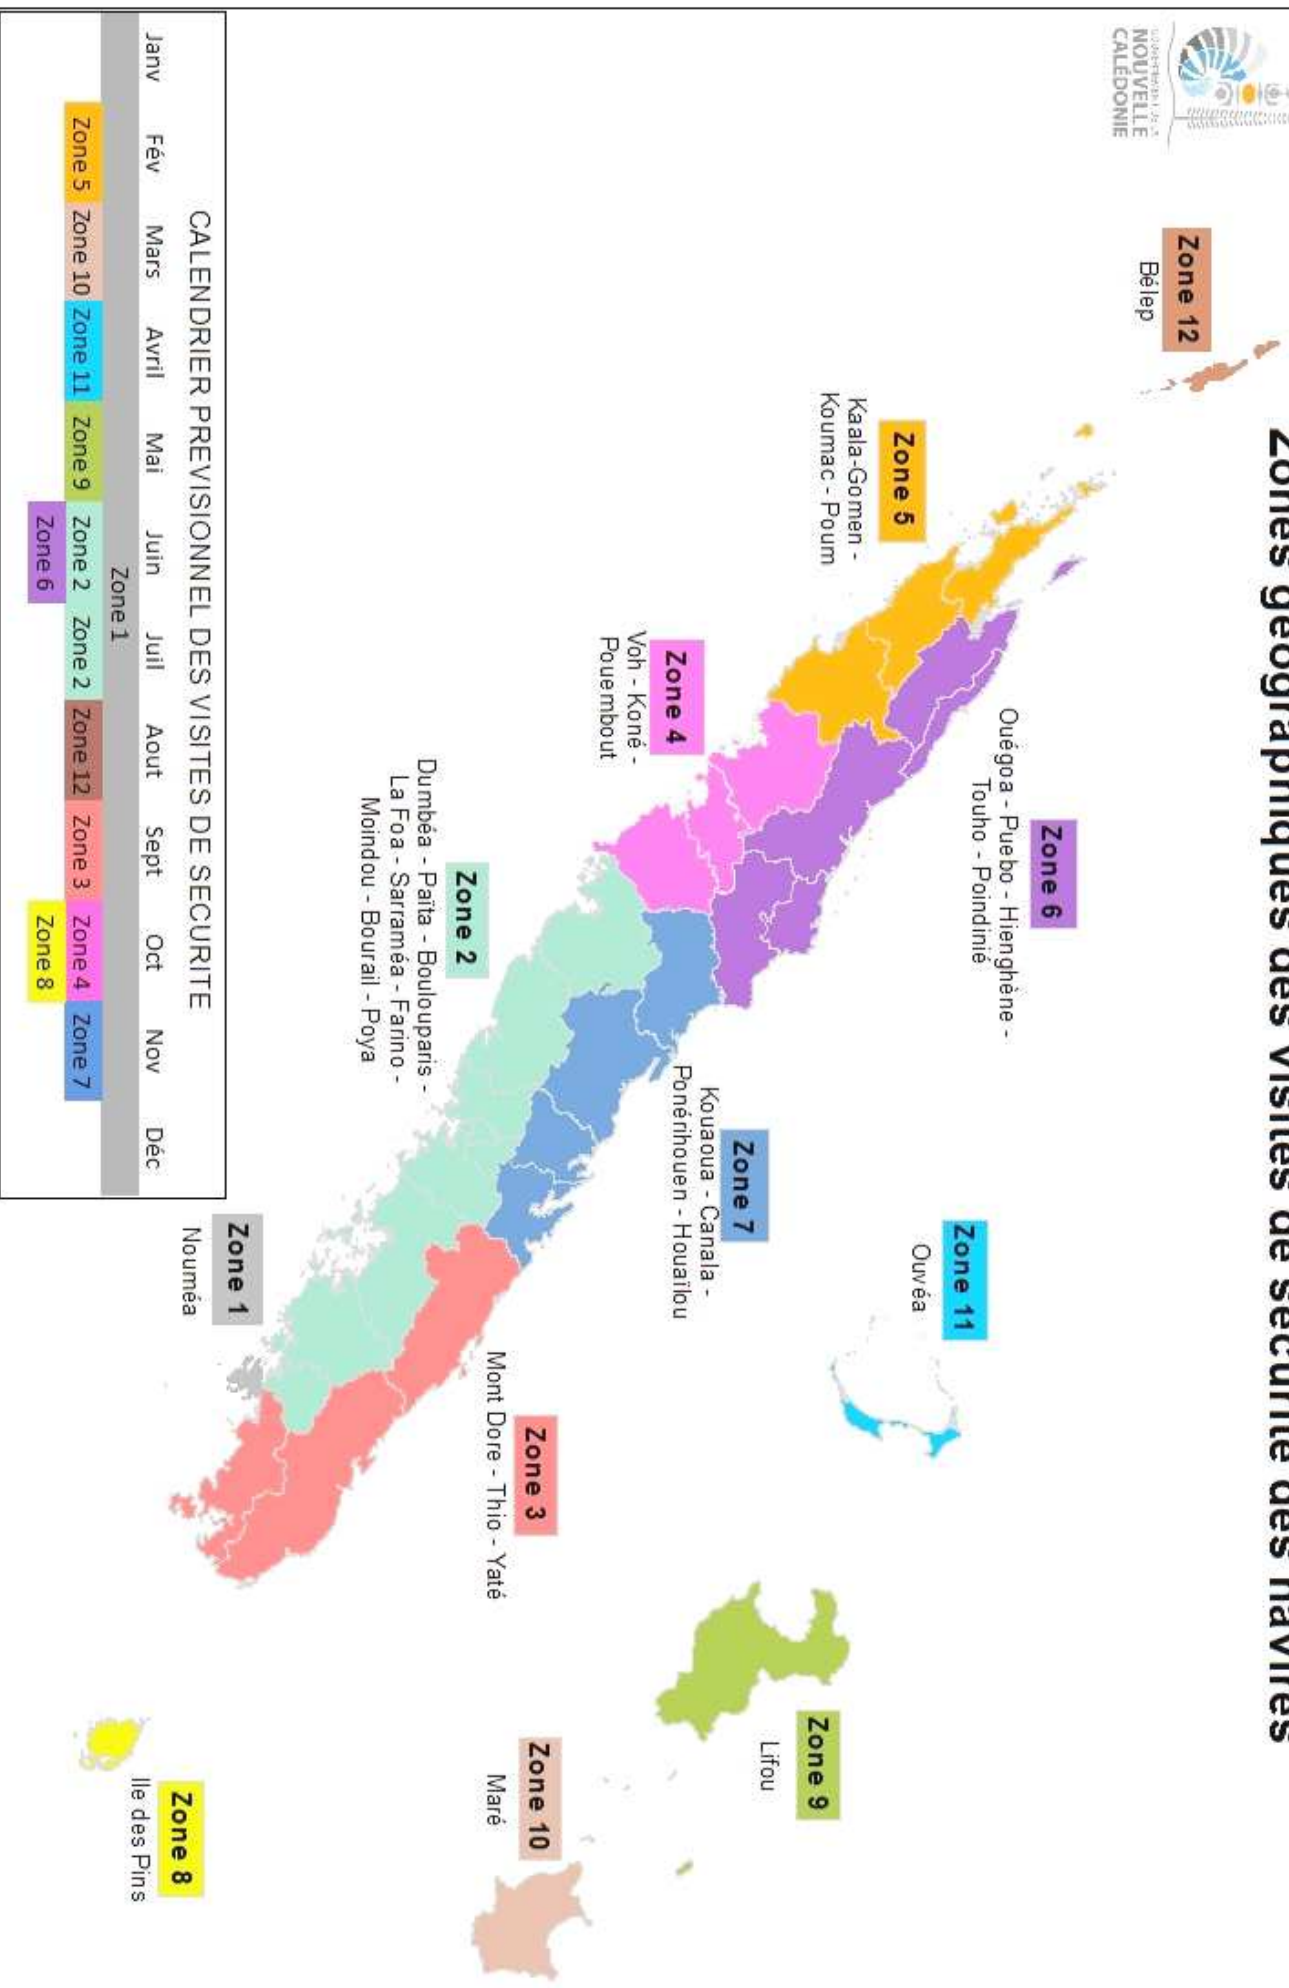 Zones géographiques des visites de sécurité des navires
NOUVELLE
CALÉDONIE
Zone 12
Bélep
Zone 5
Kaala-Gomen -
Koumac - Poum
Zone 6
Ouégoa - Puebo - Hienghène -
Touho - Poindinié
Zone 4
Voh - Koné -
Pouembout
Zone 7
Kouaoua - Canala -
Ponérihouen - Houaïlou
Zone 11
Ouvéa
Zone 2
Dumbéa - Païta - Boulouparis -
La Foa - Sarraméa - Farino -
Moindou - Bourail - Poya
Zone 3
Mont Dore - Thio - Yaté
Zone 9
Lifou
Zone 10
Maré
Zone 1
Nouméa
Zone 8
Ile des Pins
CALENDRIER PREVISIONNEL DES VISITES DE SECURITE
Janv Fév Mars Avril Mai Juin Juil Aout Sept Oct Nov Déc
Zone 1
Zone 5 Zone 10 Zone 11 Zone 9 Zone 2 Zone 2 Zone 12 Zone 3 Zone 4 Zone 7
Zone 6 Zone 8